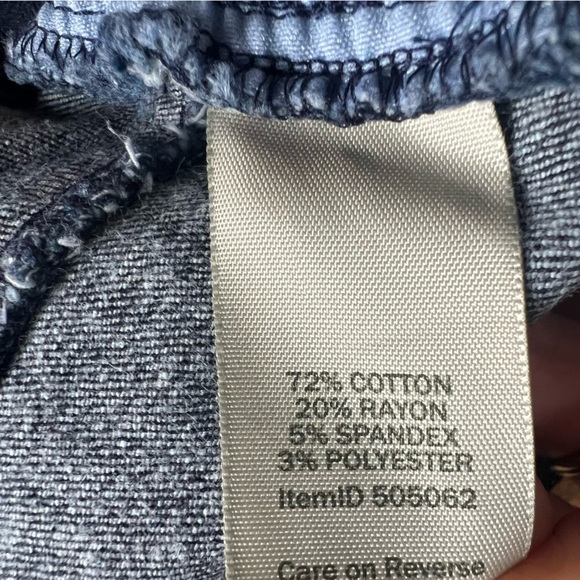 72% COTTON
20% RAYON
5% SPANDEX
3% POLYESTER
ItemID 505062
Care on Reverse